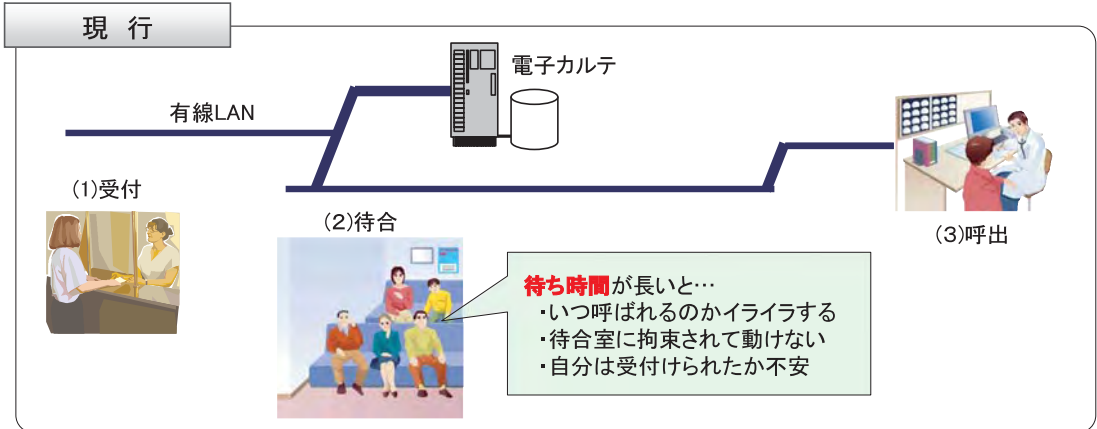 現 行
電子カルテ
有線LAN
(1)受付
(2)待合
(3)呼出
待ち時間が長いと…
・いつ呼ばれるのかイライラする
・待合室に拘束されて動けない
・自分は受付けられたか不安